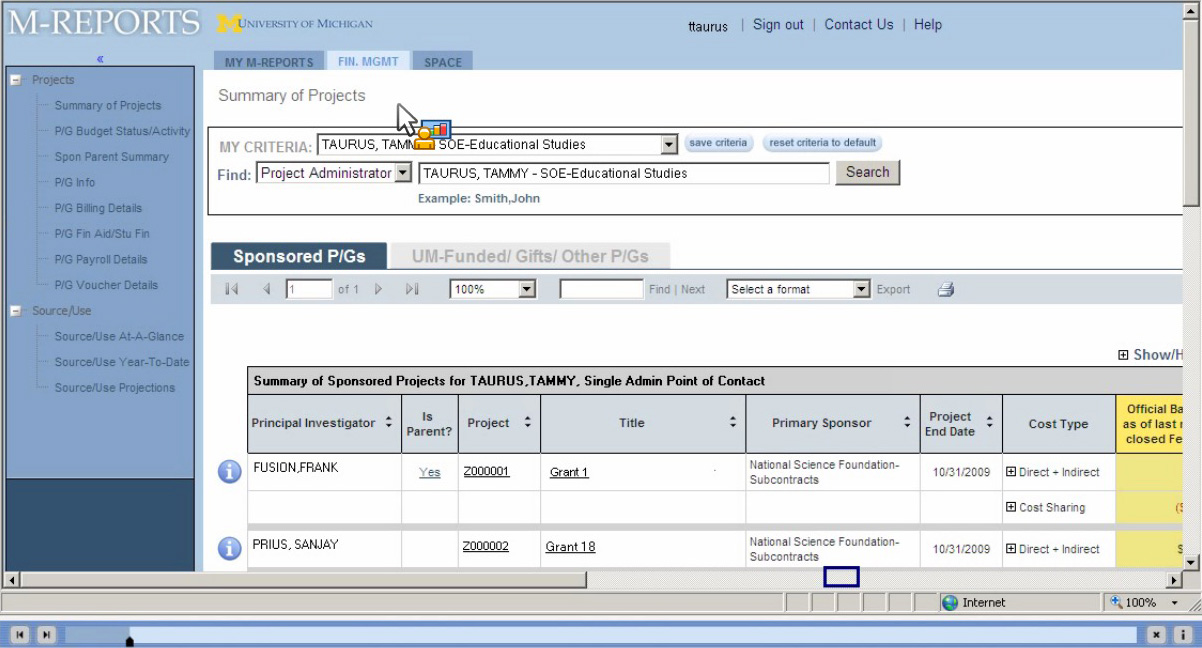 M-REPORTS UNIVERSITY OF MICHIGAN ttaurus | Sign out | Contact Us | Help
«
MY M-REPORTS FIN. MGMT SPACE
Projects
Summary of Projects
P/G Budget Status/Activity
Spon Parent Summary
P/G Info
P/G Billing Details
P/G Fin Aid/Stu Fin
P/G Payroll Details
P/G Voucher Details
Source/Use
Source/Use At-A-Glance
Source/Use Year-To-Date
Source/Use Projections
Summary of Projects
MY CRITERIA: TAURUS, TAMM SOE-Educational Studies save criteria reset criteria to default
Find: Project Administrator TAURUS, TAMMY - SOE-Educational Studies Search
Example: Smith,John
Sponsored P/Gs UM-Funded/ Gifts/ Other P/Gs
1 of 1 100% Find | Next Select a format Export
Show/H
Summary of Sponsored Projects for TAURUS,TAMMY, Single Admin Point of Contact
Principal Investigator Is Parent? Project Title Primary Sponsor Project End Date Cost Type Official Ba as of last closed Fe
FUSION,FRANK Yes Z000001 Grant 1 National Science Foundation- Subcontracts 10/31/2009 Direct + Indirect
Cost Sharing ($
PRIUS, SANJAY Z000002 Grant 18 National Science Foundation- Subcontracts 10/31/2009 Direct + Indirect $
Internet 100%